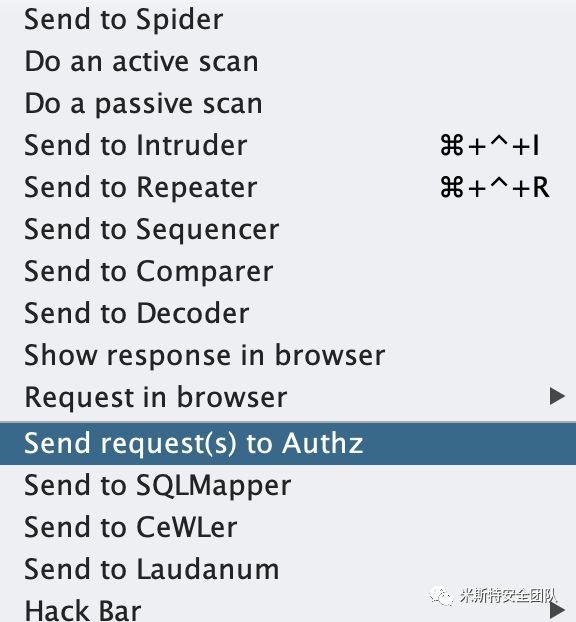 Send to Spider
Do an active scan
Do a passive scan
Send to Intruder ⌘+^+I
Send to Repeater ⌘+^+R
Send to Sequencer
Send to Comparer
Send to Decoder
Show response in browser
Request in browser
Send request(s) to Authz
Send to SQLMapper
Send to CeWLer
Send to Laudanum
Hack Bar
米斯特安全团队